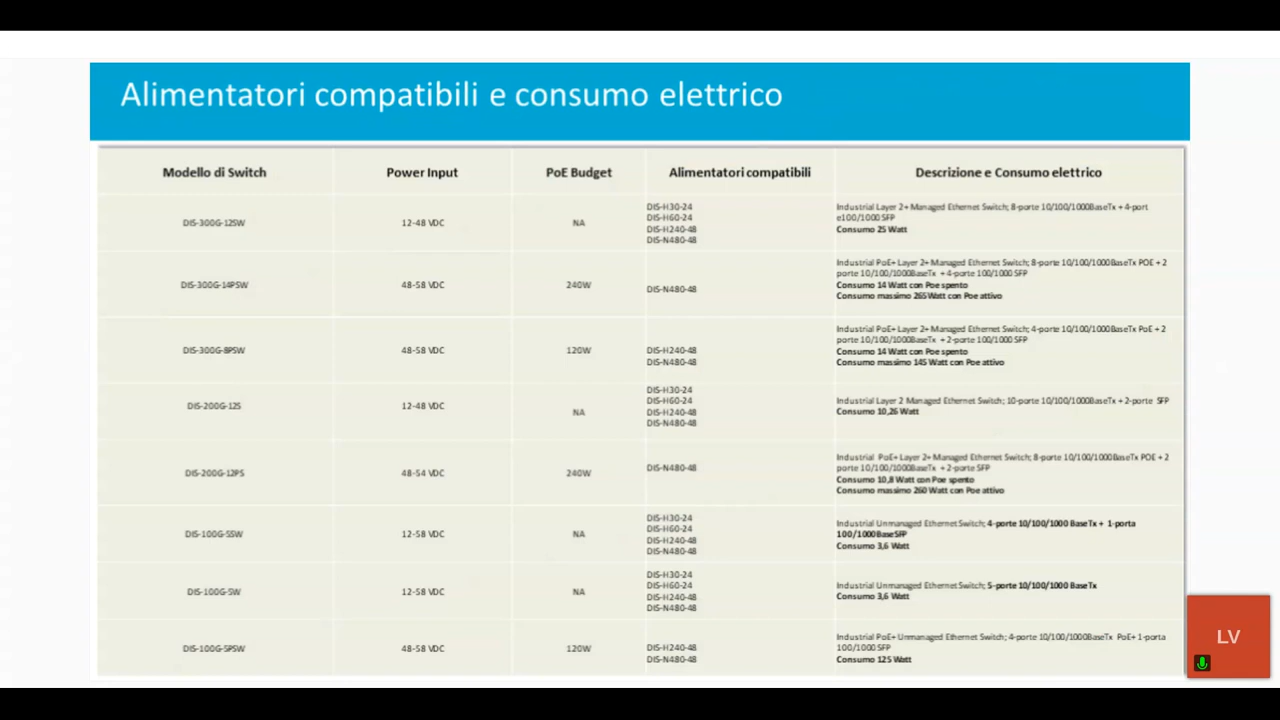 Alimentatori compatibili e consumo elettrico
Modello di Switch Power Input PoE Budget Alimentatori compatibili Descrizione e Consumo elettrico
DIS-300G-12SW 12-48 VDC NA
DIS-H30-24
DIS-H60-24
DIS-H240-48
DIS-N480-48
Industrial Layer 2+ Managed Ethernet Switch; 8-porte 10/100/1000BaseTx + 4-port
e100/1000 SFP
Consumo 25 Watt
DIS-300G-14PSW 48-58 VDC 240W
DIS-N480-48
Industrial PoE+ Layer 2+ Managed Ethernet Switch; 8-porte 10/100/1000BaseTx POE + 2
porte 10/100/1000BaseTx + 4-porte 100/1000 SFP
Consumo 14 Watt con Poe spento
Consumo massimo 265Watt con Poe attivo
DIS-300G-8PSW 48-58 VDC 120W
DIS-H240-48
DIS-N480-48
Industrial PoE+ Layer 2+ Managed Ethernet Switch; 4-porte 10/100/1000BaseTx PoE + 2
porte 10/100/1000BaseTx + 2-porte 100/1000 SFP
Consumo 14 Watt con Poe spento
Consumo massimo 145 Watt con Poe attivo
DIS-200G-12S 12-48 VDC NA
DIS-H30-24
DIS-H60-24
DIS-H240-48
DIS-N480-48
Industrial Layer 2 Managed Ethernet Switch; 10-porte 10/100/1000BaseTx + 2-porte SFP
Consumo 10,26 Watt
DIS-200G-12PS 48-54 VDC 240W
DIS-N480-48
Industrial PoE+ Layer 2+ Managed Ethernet Switch; 8-porte 10/100/1000BaseTx POE + 2
porte 10/100/1000BaseTx + 2-porte SFP
Consumo 10,8 Watt con Poe spento
Consumo massimo 260 Watt con Poe attivo
DIS-100G-5SW 12-58 VDC NA
DIS-H30-24
DIS-H60-24
DIS-H240-48
DIS-N480-48
Industrial Unmanaged Ethernet Switch; 4-porte 10/100/1000 BaseTx + 1-porta
100/1000BaseSFP
Consumo 3,6 Watt
DIS-100G-5W 12-58 VDC NA
DIS-H30-24
DIS-H60-24
DIS-H240-48
DIS-N480-48
Industrial Unmanaged Ethernet Switch; 5-porte 10/100/1000 BaseTx
Consumo 3,6 Watt
DIS-100G-5PSW 48-58 VDC 120W
DIS-H240-48
DIS-N480-48
Industrial PoE+ Unmanaged Ethernet Switch; 4-porte 10/100/1000BaseTx PoE+ 1-porta
100/1000 SFP
Consumo 125 Watt
LV